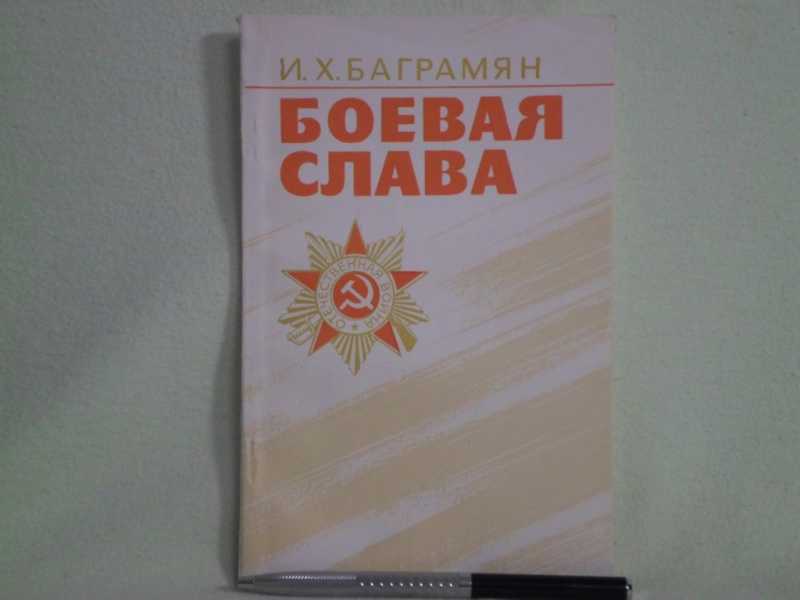 И. Х. БАГРАМЯН
БОЕВАЯ
СЛАВА
ОТЕЧЕСТВЕННАЯ ВОЙНА